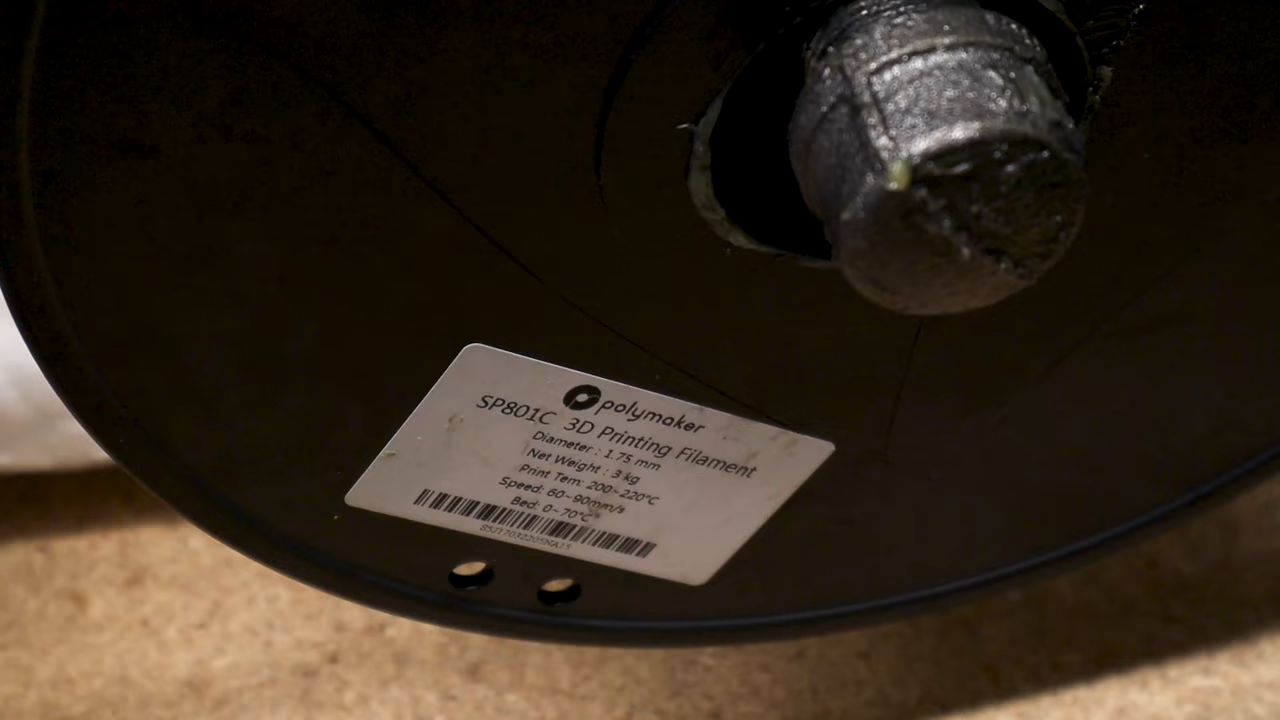 polymaker
SP801C 3D Printing Filament
Diameter : 1.75 mm
Net Weight : 3 kg
Print Tem: 200~220℃
Speed: 60~90mm/s
Bed: 0~70℃